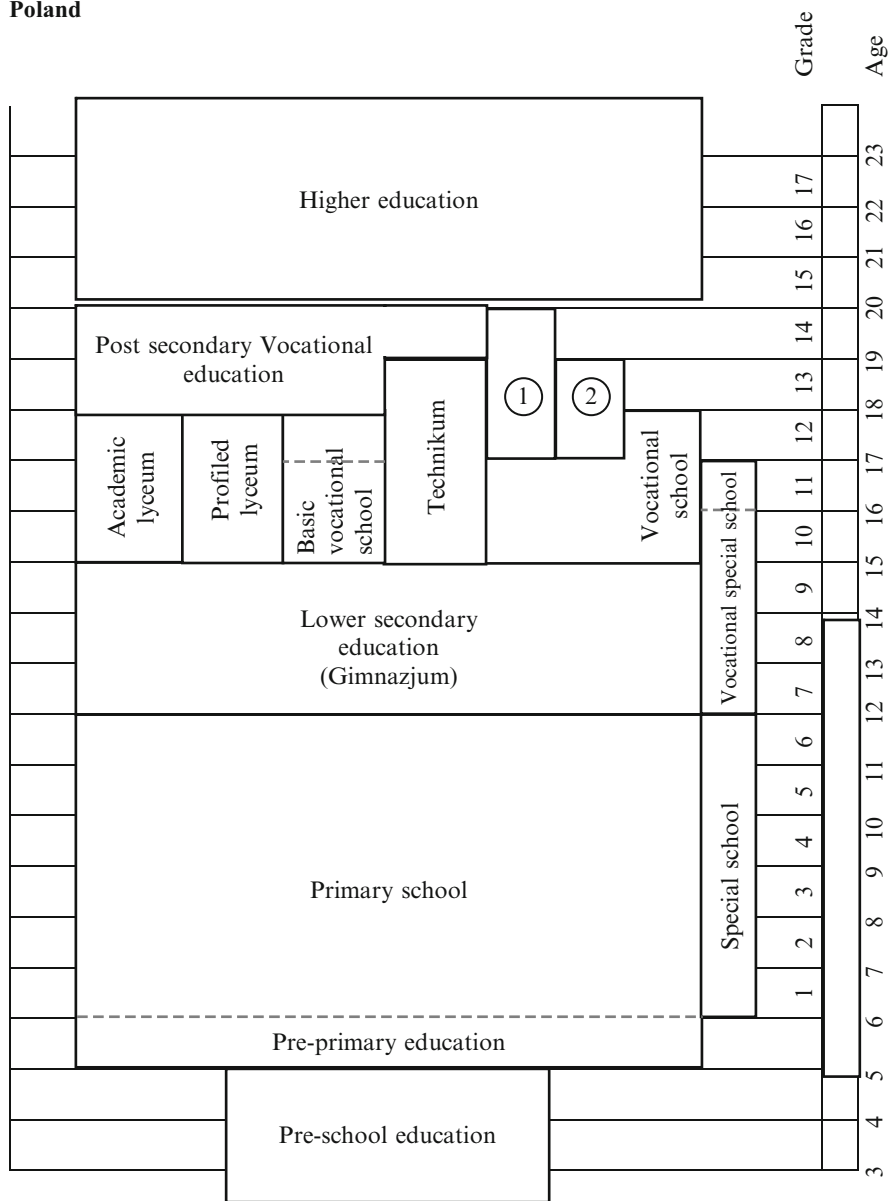 Poland
Grade
Age
Higher education
Post secondary Vocational
education
Academic
lyceum
Profiled
lyceum
Basic
vocational
school
Technikum
1
2
Vocational
school
Vocational special school
Lower secondary
education
(Gimnazjum)
Primary school
Special school
Pre-primary education
Pre-school education
17
16
15
14
13
12
11
10
9
8
7
6
5
4
3
2
1
23
22
21
20
19
18
17
16
15
14
13
12
11
10
9
8
7
6
5
4
3